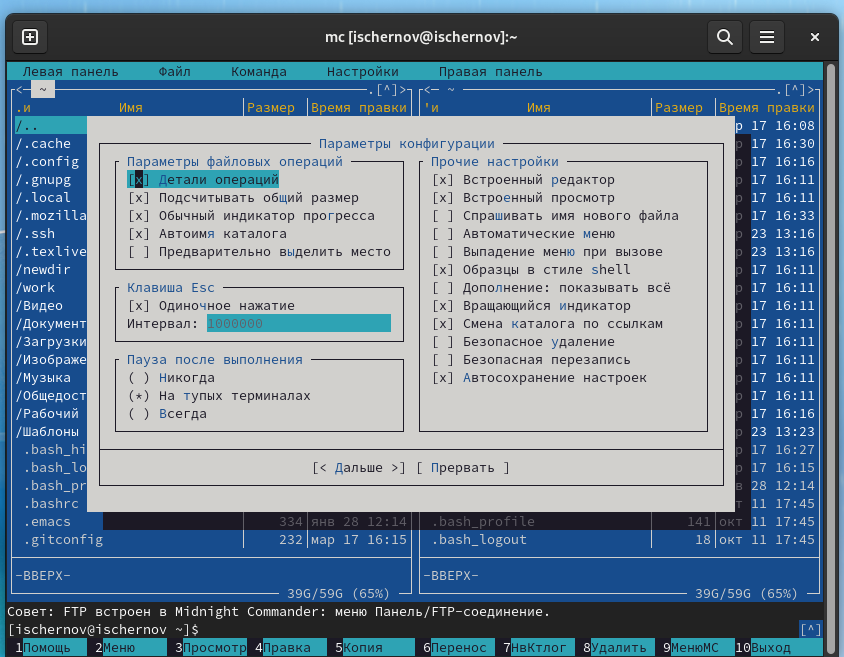 mc [ischernov@ischernov]:~
Левая панель Файл Команда Настройки Правая панель
<─ ~ .[^]> <─ ~ .[^]>
.и Имя Размер Время правки 'и Имя Размер Время правки
/.. р 17 16:08
/.cache р 17 16:30
Параметры конфигурации
/.config Параметры файловых операций Прочие настройки р 17 16:16
/.gnupg [x] Детали операций [x] Встроенный редактор р 17 16:11
/.local [x] Подсчитывать общий размер [x] Встроенный просмотр р 17 16:11
/.mozilla [x] Обычный индикатор прогресса [ ] Спрашивать имя нового файла р 17 16:33
/.ssh [x] Автоимя каталога [ ] Автоматические меню р 23 13:16
/.texlive [ ] Предварительно выделить место [ ] Выпадение меню при вызове р 23 13:16
/newdir [x] Образцы в стиле shell р 17 16:11
/work Клавиша Esc [ ] Дополнение: показывать всё р 17 16:11
/Видео [x] Одиночное нажатие [x] Вращающийся индикатор р 17 16:11
/Документ Интервал: 1000000 [x] Смена каталога по ссылкам р 17 16:11
/Загрузки [ ] Безопасное удаление р 17 16:11
/Изображе Пауза после выполнения [ ] Безопасная перезапись р 17 16:11
/Музыка ( ) Никогда [x] Автосохранение настроек р 17 16:11
/Общедост (*) На тупых терминалах р 17 16:11
/Рабочий ( ) Всегда р 17 16:16
/Шаблоны р 23 13:23
.bash_hi р 17 16:27
.bash_lo [< Дальше >] [ Прервать ] р 17 16:15
.bash_pr в 28 12:14
.bashrc т 11 17:45
.emacs 334 янв 28 12:14 .bash_profile 141 окт 11 17:45
.gitconfig 232 мар 17 16:15 .bash_logout 18 окт 11 17:45
-ВВЕРХ- -ВВЕРХ-
39G/59G (65%) 39G/59G (65%)
Совет: FTP встроен в Midnight Commander: меню Панель/FTP-соединение.
[ischernov@ischernov ~]$ [^]
1Помощь 2Меню 3Просмотр 4Правка 5Копия 6Перенос 7НвКтлог 8Удалить 9МенюМС 10Выход